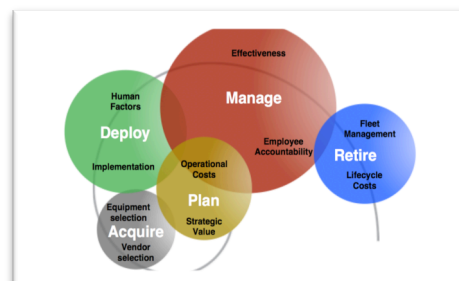 Effectiveness
Human
Factors
Manage
Deploy
Fleet
Management
Employee
Accountability
Retire
Implementation
Operational
Costs
Lifecycle
Costs
Plan
Equipment
selection
Strategic
Value
Acquire
Vendor
selection